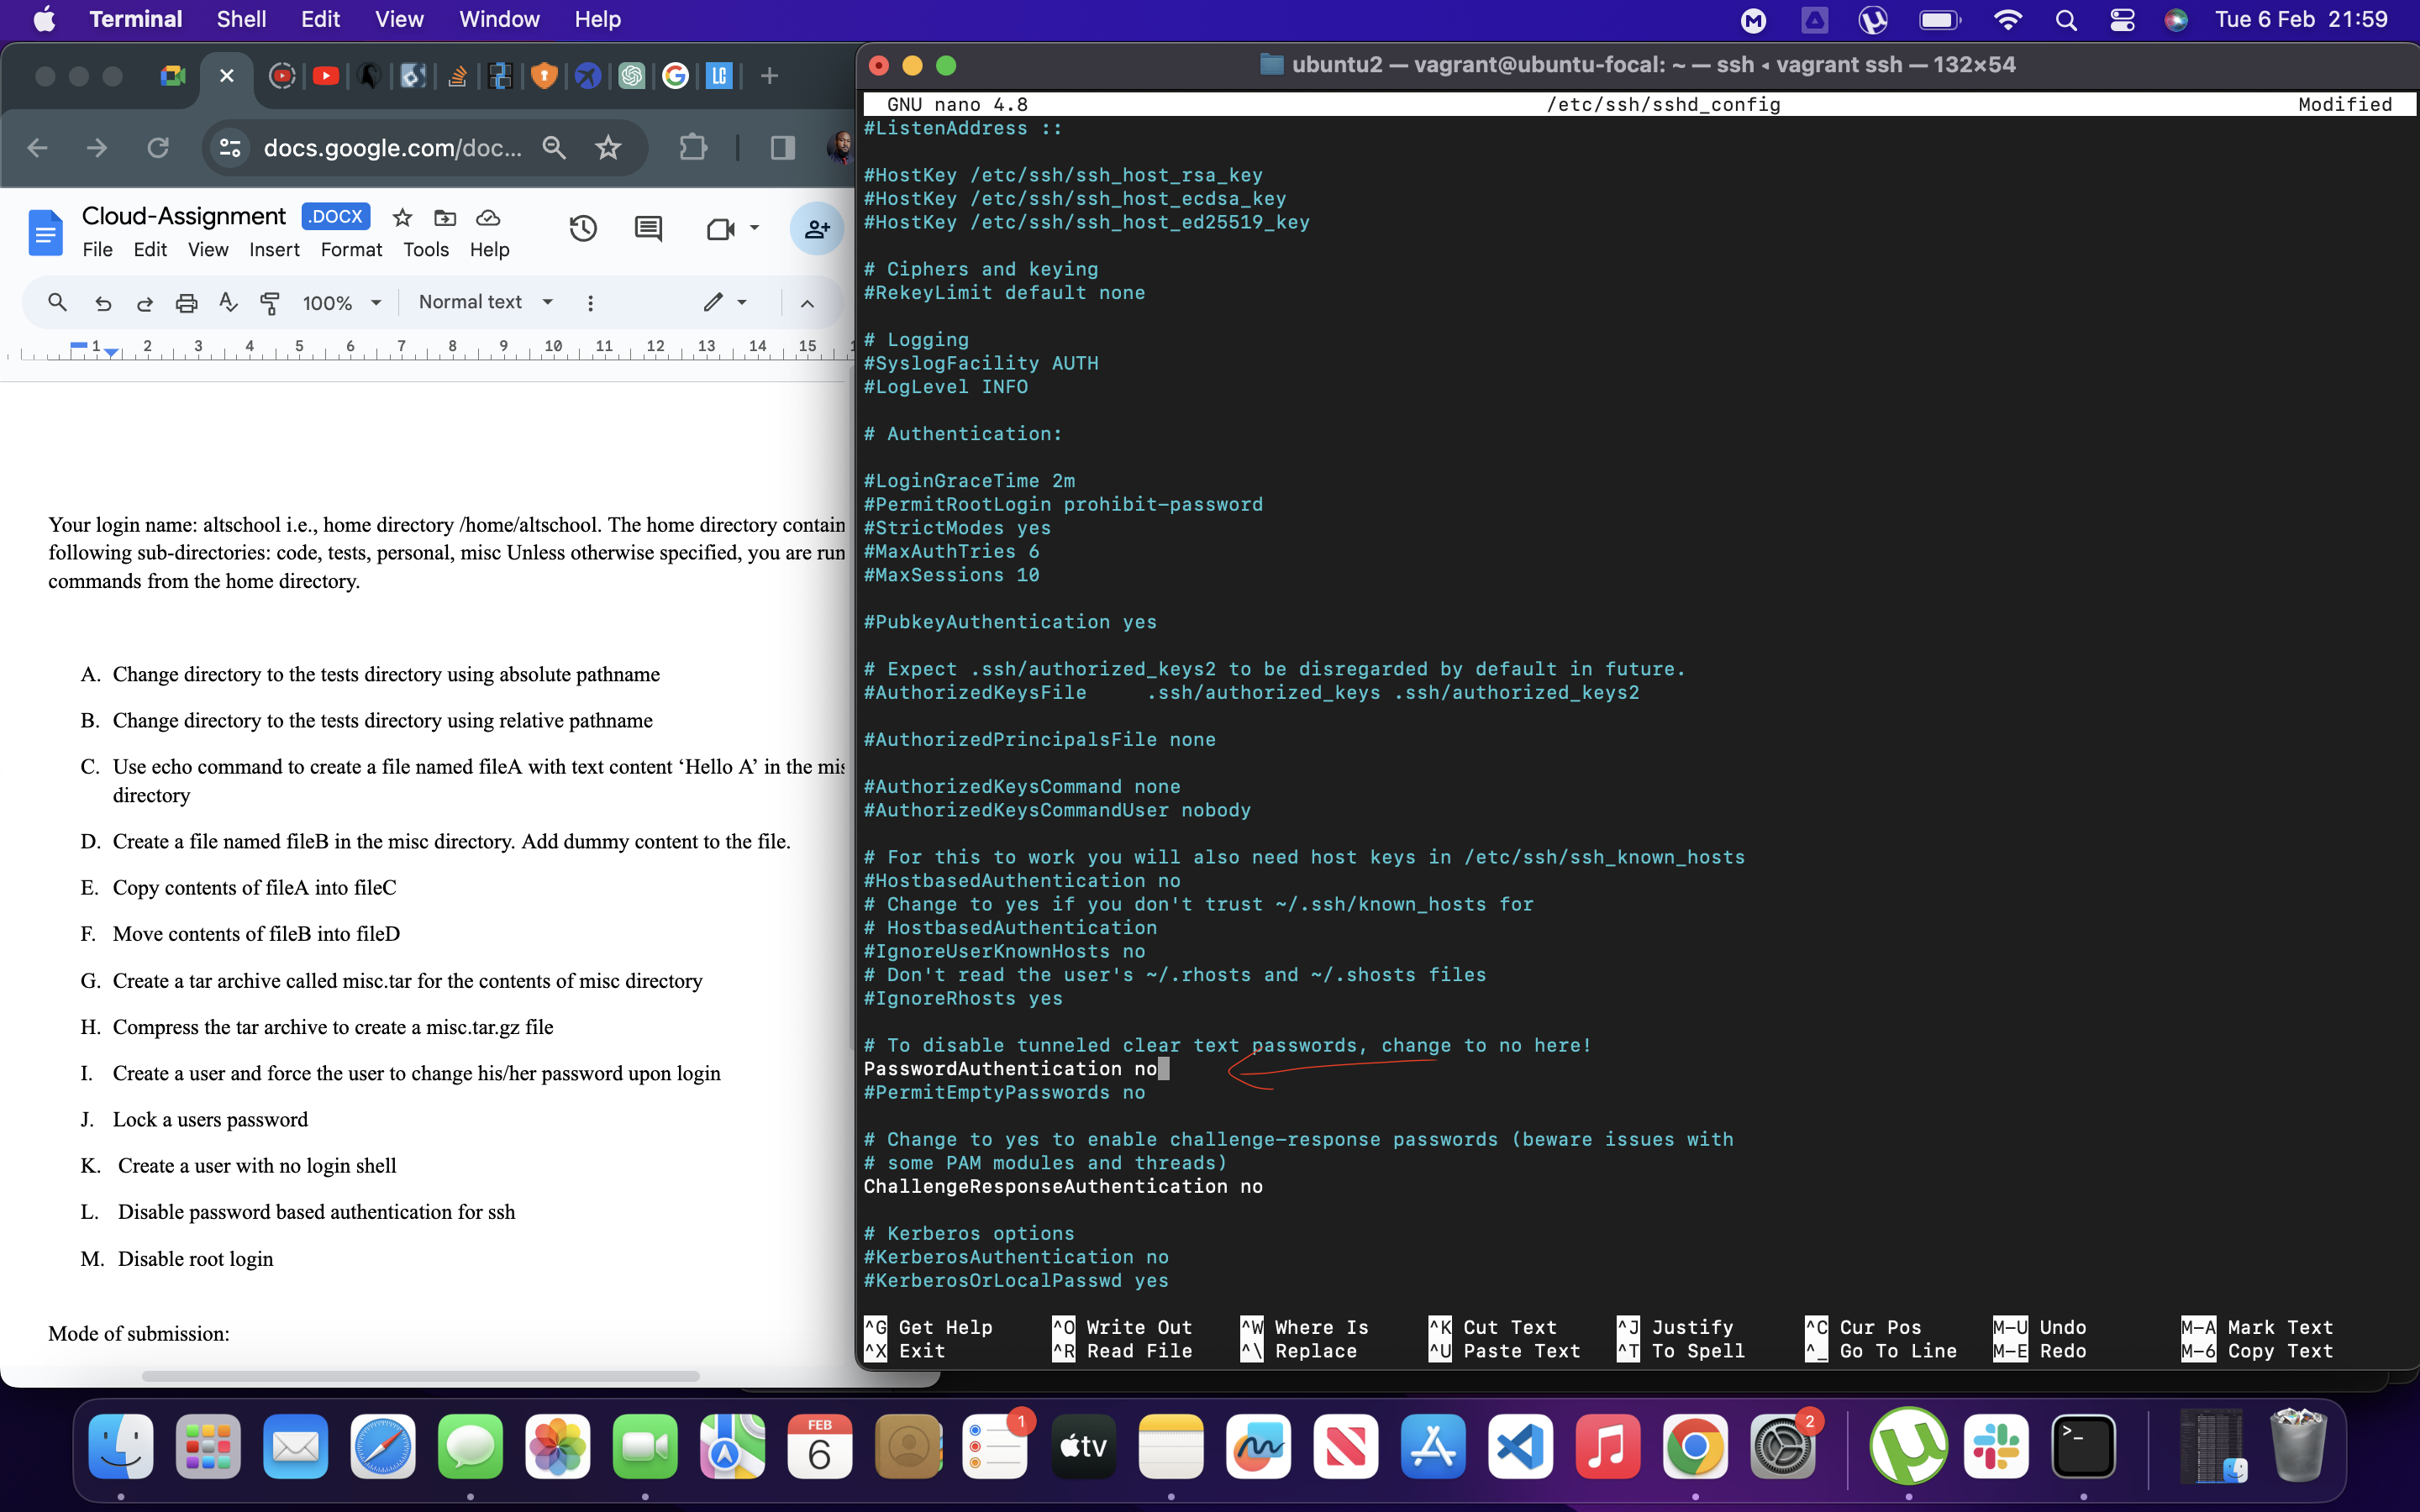 Terminal Shell Edit View Window Help
Tue 6 Feb 21:59
docs.google.com/doc...
Cloud-Assignment .DOCX
File Edit View Insert Format Tools Help
100% Normal text
1 2 3 4 5 6 7 8 9 10 11 12 13 14 15
Your login name: altschool i.e., home directory /home/altschool. The home directory contain
following sub-directories: code, tests, personal, misc Unless otherwise specified, you are run
commands from the home directory.
A. Change directory to the tests directory using absolute pathname
B. Change directory to the tests directory using relative pathname
C. Use echo command to create a file named fileA with text content ‘Hello A’ in the mis
directory
D. Create a file named fileB in the misc directory. Add dummy content to the file.
E. Copy contents of fileA into fileC
F. Move contents of fileB into fileD
G. Create a tar archive called misc.tar for the contents of misc directory
H. Compress the tar archive to create a misc.tar.gz file
I. Create a user and force the user to change his/her password upon login
J. Lock a users password
K. Create a user with no login shell
L. Disable password based authentication for ssh
M. Disable root login
Mode of submission:
ubuntu2 — vagrant@ubuntu-focal: ~ — ssh ◂ vagrant ssh — 132×54
GNU nano 4.8 /etc/ssh/sshd_config Modified
#ListenAddress ::
#HostKey /etc/ssh/ssh_host_rsa_key
#HostKey /etc/ssh/ssh_host_ecdsa_key
#HostKey /etc/ssh/ssh_host_ed25519_key
# Ciphers and keying
#RekeyLimit default none
# Logging
#SyslogFacility AUTH
#LogLevel INFO
# Authentication:
#LoginGraceTime 2m
#PermitRootLogin prohibit-password
#StrictModes yes
#MaxAuthTries 6
#MaxSessions 10
#PubkeyAuthentication yes
# Expect .ssh/authorized_keys2 to be disregarded by default in future.
#AuthorizedKeysFile .ssh/authorized_keys .ssh/authorized_keys2
#AuthorizedPrincipalsFile none
#AuthorizedKeysCommand none
#AuthorizedKeysCommandUser nobody
# For this to work you will also need host keys in /etc/ssh/ssh_known_hosts
#HostbasedAuthentication no
# Change to yes if you don't trust ~/.ssh/known_hosts for
# HostbasedAuthentication
#IgnoreUserKnownHosts no
# Don't read the user's ~/.rhosts and ~/.shosts files
#IgnoreRhosts yes
# To disable tunneled clear text passwords, change to no here!
PasswordAuthentication no
#PermitEmptyPasswords no
# Change to yes to enable challenge-response passwords (beware issues with
# some PAM modules and threads)
ChallengeResponseAuthentication no
# Kerberos options
#KerberosAuthentication no
#KerberosOrLocalPasswd yes
^G Get Help ^O Write Out ^W Where Is ^K Cut Text ^J Justify ^C Cur Pos M-U Undo M-A Mark Text
^X Exit ^R Read File ^\ Replace ^U Paste Text ^T To Spell ^_ Go To Line M-E Redo M-6 Copy Text
FEB
6
1
tv
2